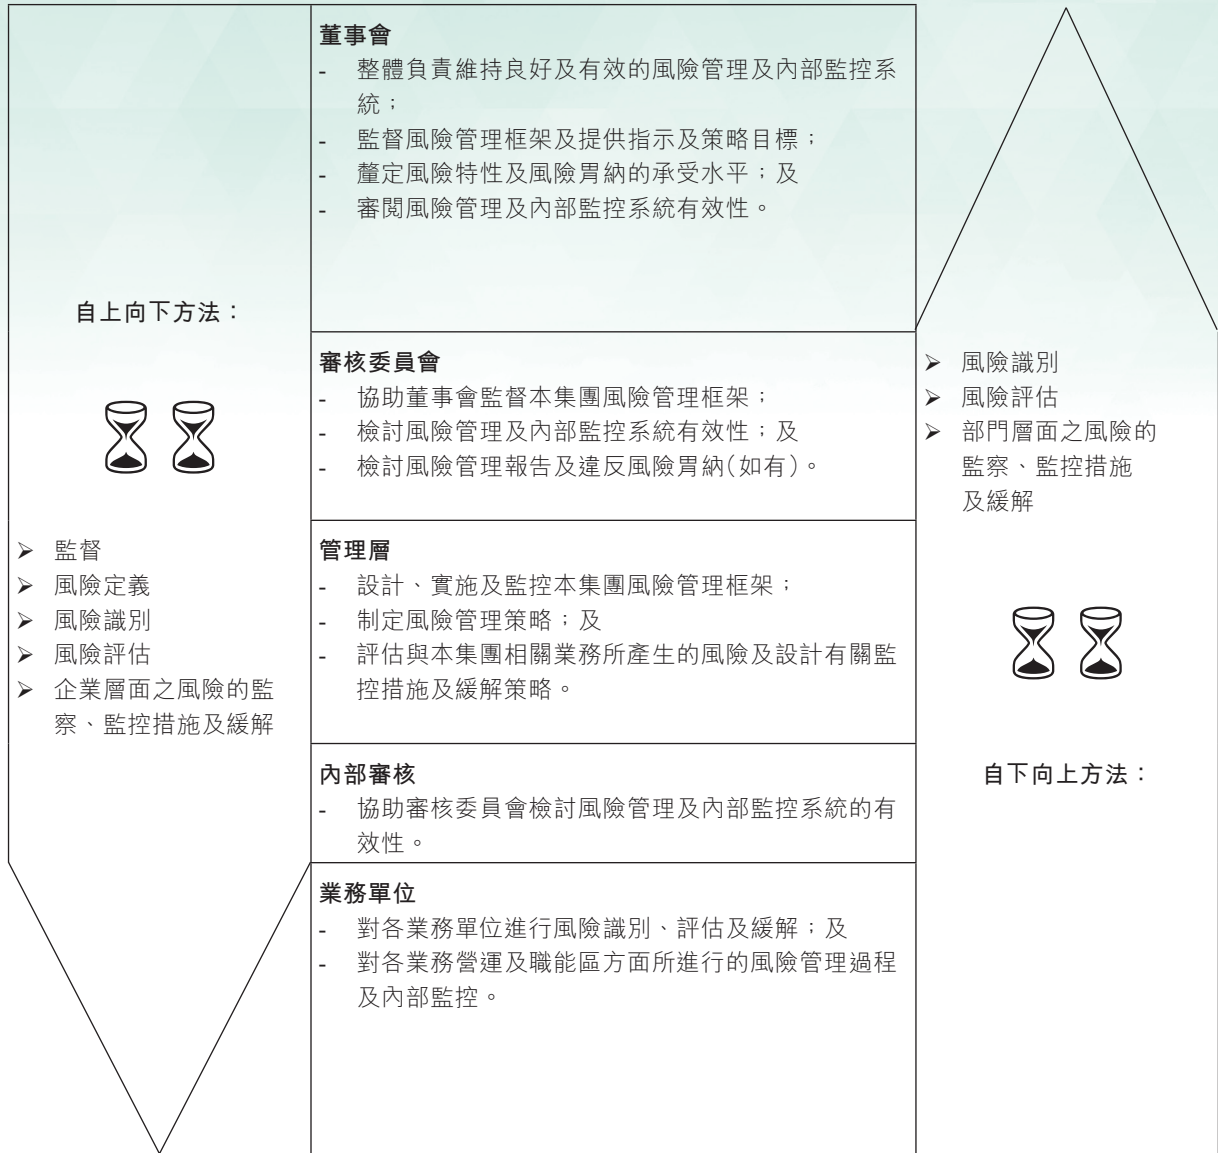 自上向下方法：
➢ 監督
➢ 風險定義
➢ 風險識別
➢ 風險評估
➢ 企業層面之風險的監
察、監控措施及緩解
董事會
- 整體負責維持良好及有效的風險管理及內部監控系
統；
- 監督風險管理框架及提供指示及策略目標；
- 釐定風險特性及風險胃納的承受水平；及
- 審閱風險管理及內部監控系統有效性。
審核委員會
- 協助董事會監督本集團風險管理框架；
- 檢討風險管理及內部監控系統有效性；及
- 檢討風險管理報告及違反風險胃納(如有)。
管理層
- 設計、實施及監控本集團風險管理框架；
- 制定風險管理策略；及
- 評估與本集團相關業務所產生的風險及設計有關監
控措施及緩解策略。
內部審核
- 協助審核委員會檢討風險管理及內部監控系統的有
效性。
業務單位
- 對各業務單位進行風險識別、評估及緩解；及
- 對各業務營運及職能區方面所進行的風險管理過程
及內部監控。
➢ 風險識別
➢ 風險評估
➢ 部門層面之風險的
監察、監控措施
及緩解
自下向上方法：